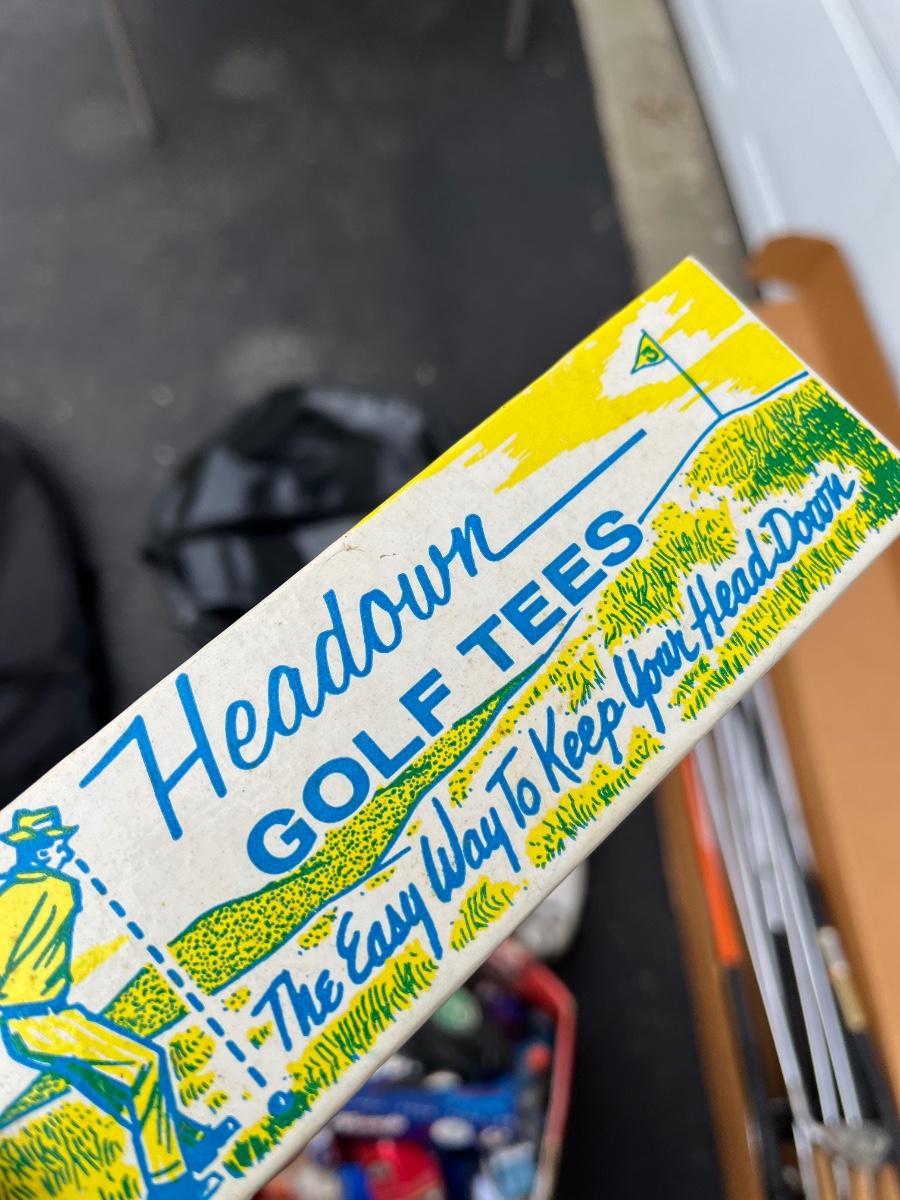 Headown
GOLF TEES
The Easy Way To Keep Your Head Down